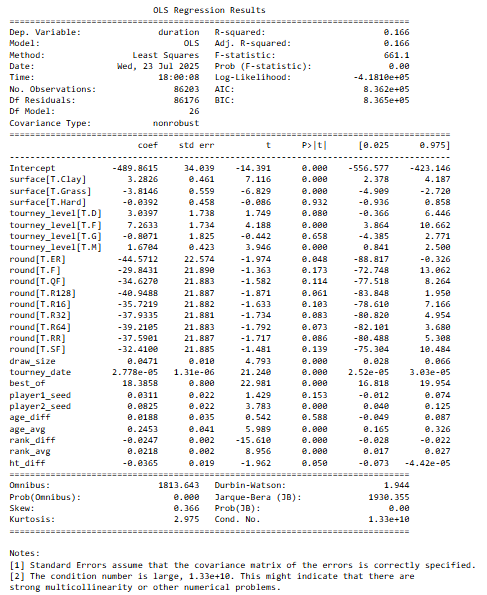 OLS Regression Results
==============================================================================
Dep. Variable: duration R-squared: 0.166
Model: OLS Adj. R-squared: 0.166
Method: Least Squares F-statistic: 661.1
Date: Wed, 23 Jul 2025 Prob (F-statistic): 0.00
Time: 18:00:08 Log-Likelihood: -4.1810e+05
No. Observations: 86203 AIC: 8.362e+05
Df Residuals: 86176 BIC: 8.365e+05
Df Model: 26
Covariance Type: nonrobust
==============================================================================
coef std err t P>|t| [0.025 0.975]
------------------------------------------------------------------------------
Intercept -489.8615 34.039 -14.391 0.000 -556.577 -423.146
surface[T.Clay] 3.2826 0.461 7.116 0.000 2.378 4.187
surface[T.Grass] -3.8146 0.559 -6.829 0.000 -4.909 -2.720
surface[T.Hard] -0.0392 0.458 -0.086 0.932 -0.936 0.858
tourney_level[T.D] 3.0397 1.738 1.749 0.080 -0.366 6.446
tourney_level[T.F] 7.2633 1.734 4.188 0.000 3.864 10.662
tourney_level[T.G] -0.8071 1.825 -0.442 0.658 -4.385 2.771
tourney_level[T.M] 1.6704 0.423 3.946 0.000 0.841 2.500
round[T.ER] -44.5712 22.574 -1.974 0.048 -88.817 -0.326
round[T.F] -29.8431 21.890 -1.363 0.173 -72.748 13.062
round[T.QF] -34.6270 21.883 -1.582 0.114 -77.518 8.264
round[T.R128] -40.9488 21.887 -1.871 0.061 -83.848 1.950
round[T.R16] -35.7219 21.882 -1.633 0.103 -78.610 7.166
round[T.R32] -37.9335 21.881 -1.734 0.083 -80.820 4.954
round[T.R64] -39.2105 21.883 -1.792 0.073 -82.101 3.680
round[T.RR] -37.5901 21.887 -1.717 0.086 -80.488 5.308
round[T.SF] -32.4100 21.885 -1.481 0.139 -75.304 10.484
draw_size 0.0471 0.010 4.793 0.000 0.028 0.066
tourney_date 2.778e-05 1.31e-06 21.240 0.000 2.52e-05 3.03e-05
best_of 18.3858 0.800 22.981 0.000 16.818 19.954
player1_seed 0.0311 0.022 1.429 0.153 -0.012 0.074
player2_seed 0.0825 0.022 3.783 0.000 0.040 0.125
age_diff 0.0188 0.035 0.542 0.588 -0.049 0.087
age_avg 0.2453 0.041 5.989 0.000 0.165 0.326
rank_diff -0.0247 0.002 -15.610 0.000 -0.028 -0.022
rank_avg 0.0218 0.002 8.956 0.000 0.017 0.027
ht_diff -0.0365 0.019 -1.962 0.050 -0.073 -4.42e-05
==============================================================================
Omnibus: 1813.643 Durbin-Watson: 1.944
Prob(Omnibus): 0.000 Jarque-Bera (JB): 1930.355
Skew: 0.366 Prob(JB): 0.00
Kurtosis: 2.975 Cond. No. 1.33e+10
==============================================================================
Notes:
[1] Standard Errors assume that the covariance matrix of the errors is correctly specified.
[2] The condition number is large, 1.33e+10. This might indicate that there are
strong multicollinearity or other numerical problems.